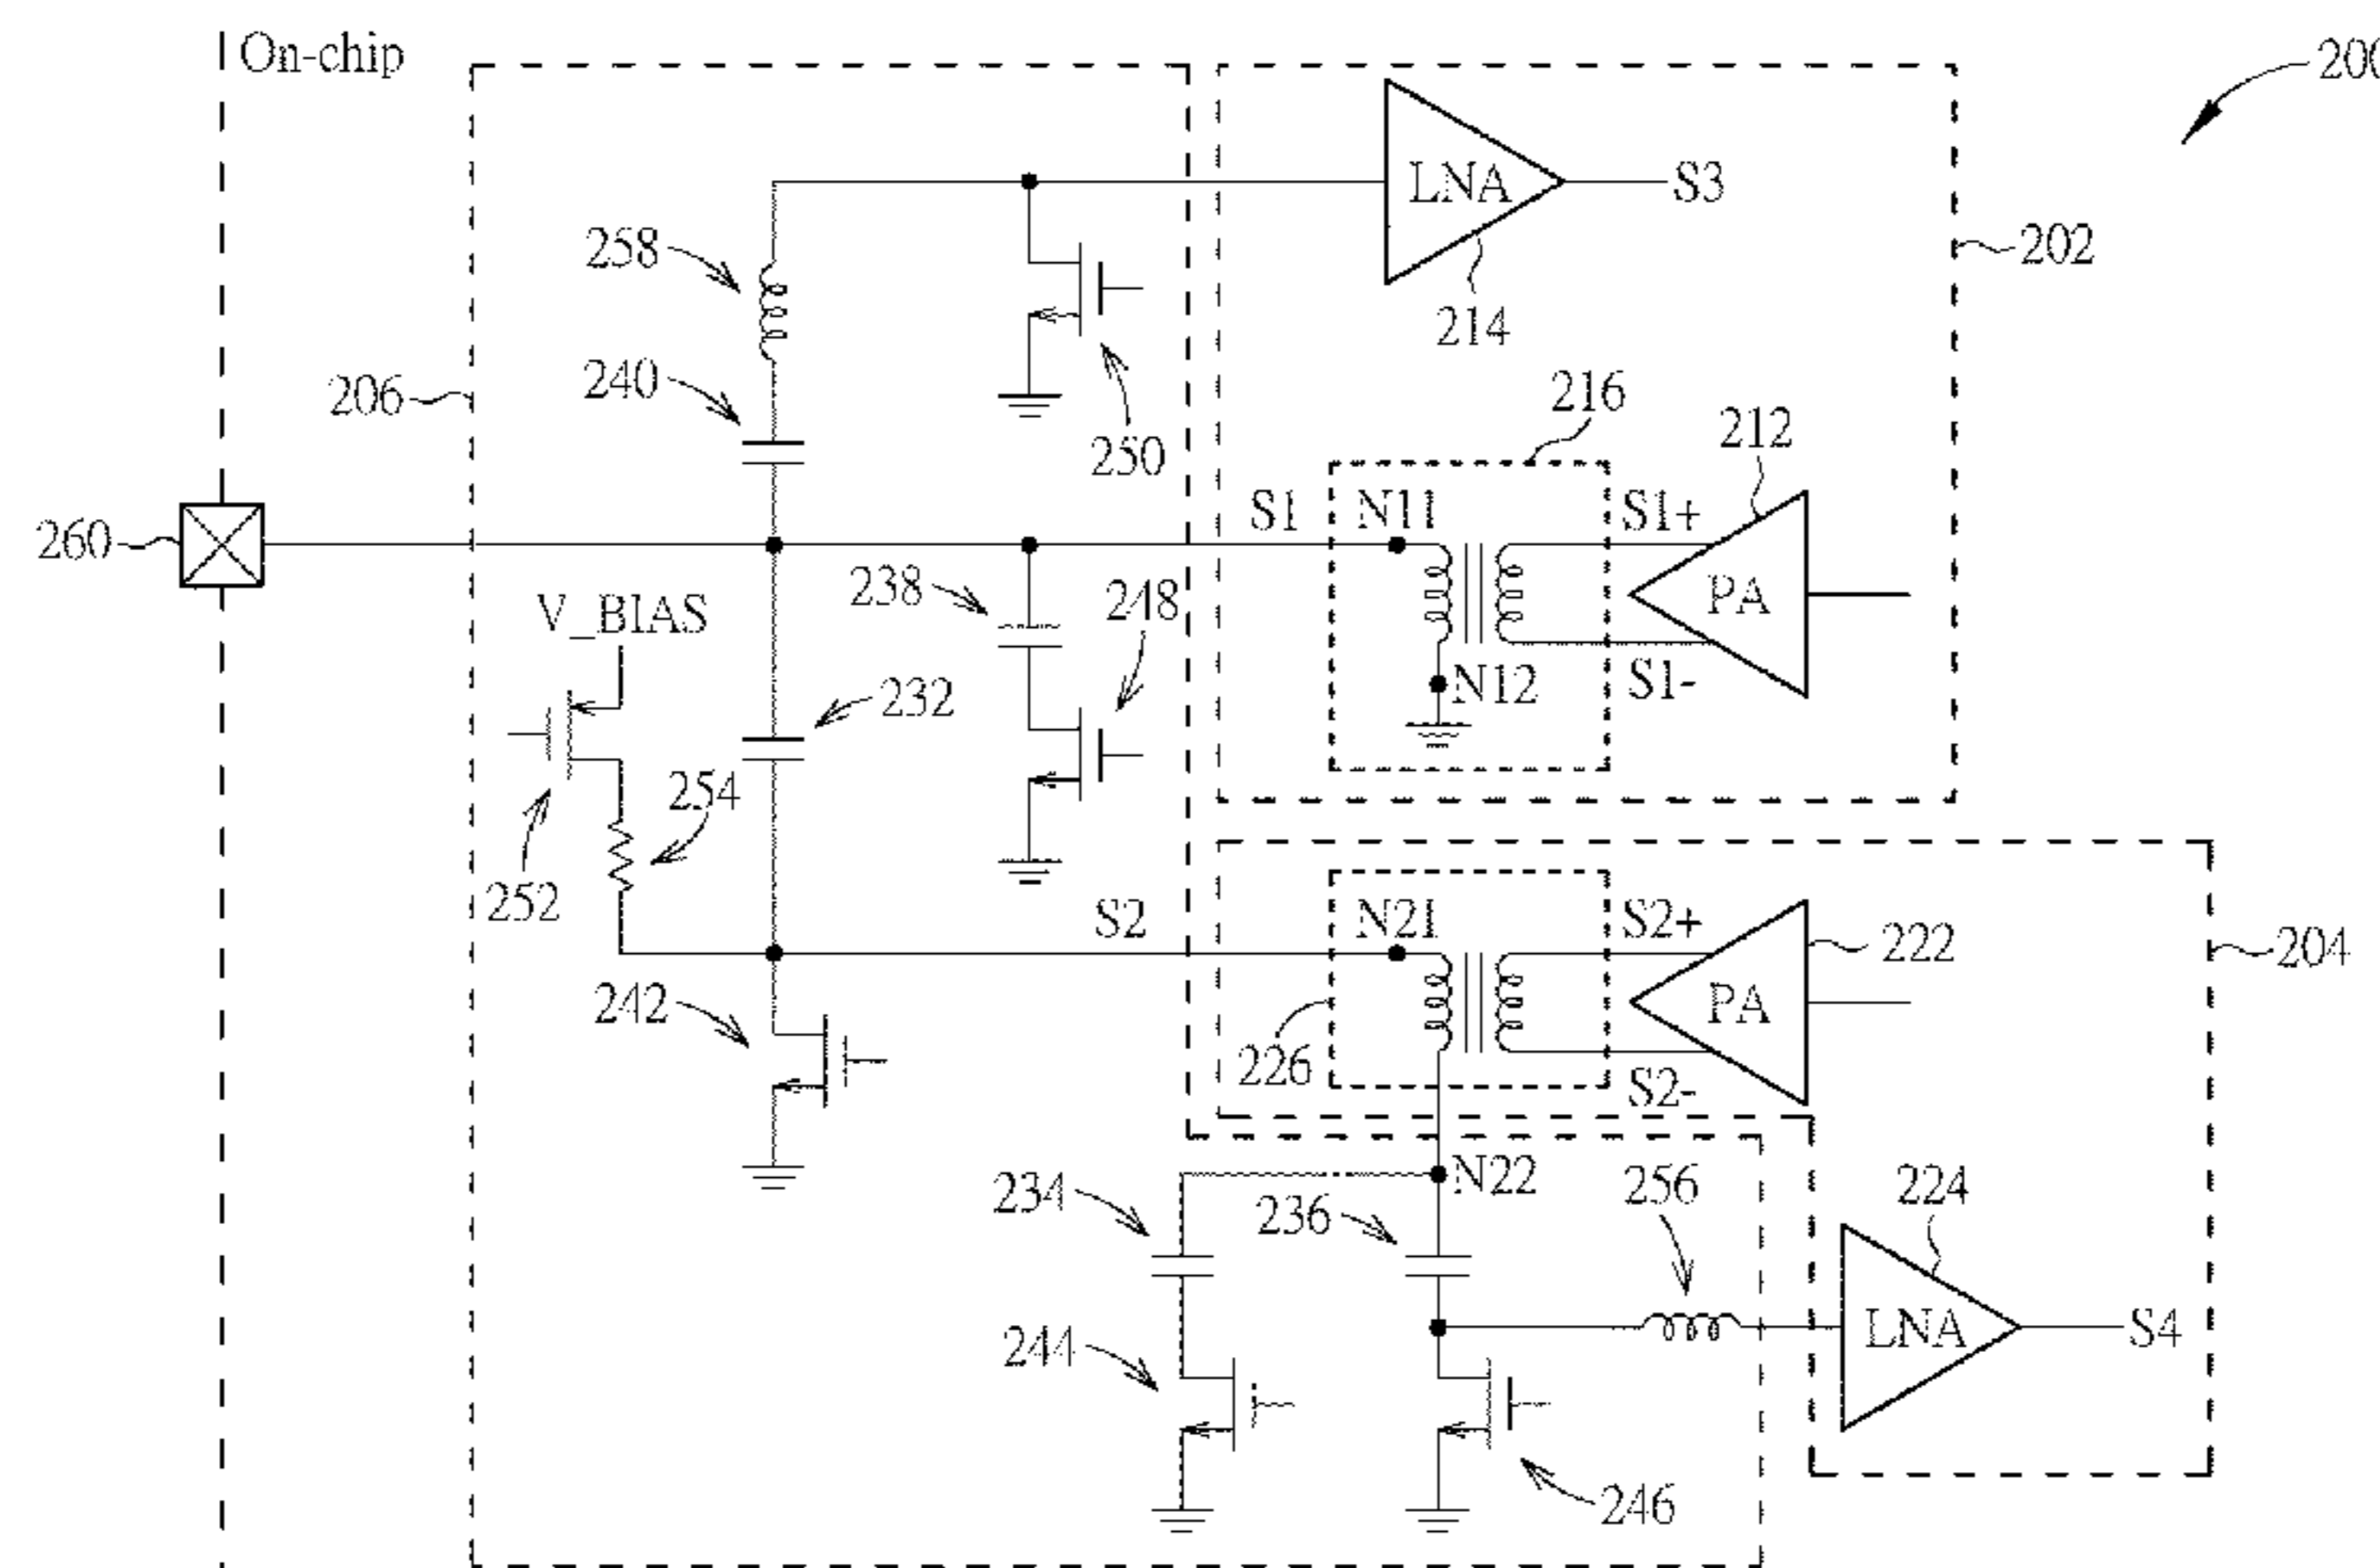 On-chip
200
LNA
S3
258
202
214
240
206
216
212
250
S1
N11
S1+
260
238
248
PA
V_BIAS
N12
S1-
232
254
252
S2
N21
S2+
222
204
242
PA
226
S2-
N22
234
236
256
224
244
LNA
S4
246